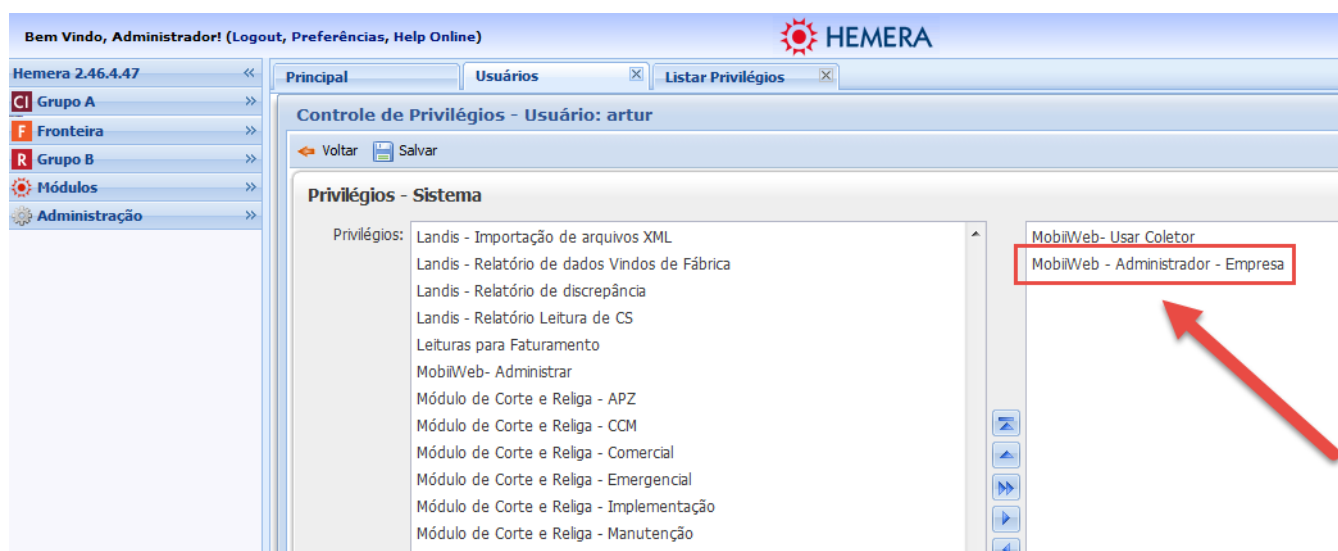 Bem Vindo, Administrador! (Logout, Preferências, Help Online)
HEMERA
Hemera 2.46.4.47
CI Grupo A
F Fronteira
R Grupo B
Módulos
Administração
Principal
Usuários
Listar Privilégios
Controle de Privilégios - Usuário: artur
Voltar
Salvar
Privilégios - Sistema
Privilégios:
Landis - Importação de arquivos XML
Landis - Relatório de dados Vindos de Fábrica
Landis - Relatório de discrepância
Landis - Relatório Leitura de CS
Leituras para Faturamento
MobiiWeb- Administrar
Módulo de Corte e Religa - APZ
Módulo de Corte e Religa - CCM
Módulo de Corte e Religa - Comercial
Módulo de Corte e Religa - Emergencial
Módulo de Corte e Religa - Implementação
Módulo de Corte e Religa - Manutenção
MobiiWeb- Usar Coletor
MobiiWeb - Administrador - Empresa